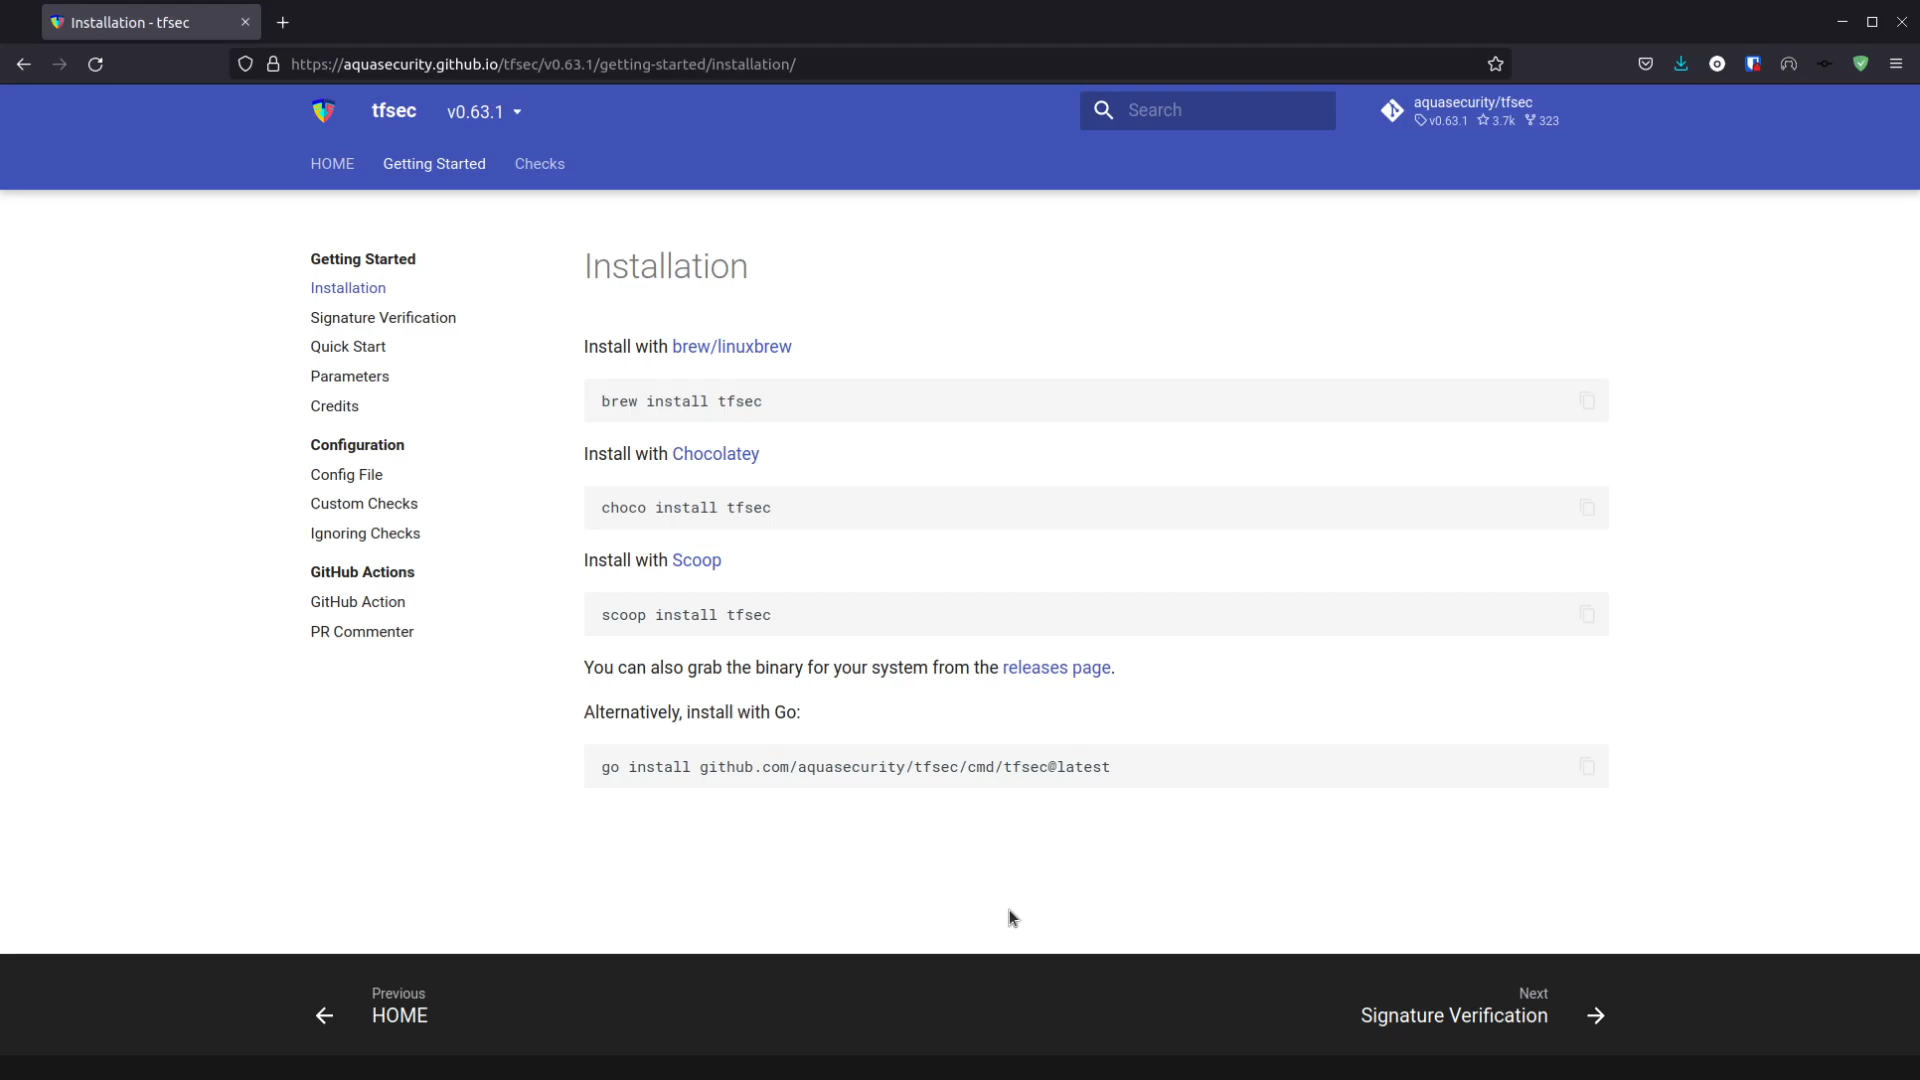 Installation - tfsec
https://aquasecurity.github.io/tfsec/v0.63.1/getting-started/installation/
tfsec
v0.63.1
Search
aquasecurity/tfsec
v0.63.1 3.7k 323
HOME
Getting Started
Checks
Getting Started
Installation
Signature Verification
Quick Start
Parameters
Credits
Configuration
Config File
Custom Checks
Ignoring Checks
GitHub Actions
GitHub Action
PR Commenter
Installation
Install with brew/linuxbrew
brew install tfsec
Install with Chocolatey
choco install tfsec
Install with Scoop
scoop install tfsec
You can also grab the binary for your system from the releases page.
Alternatively, install with Go:
go install github.com/aquasecurity/tfsec/cmd/tfsec@latest
Previous
HOME
Next
Signature Verification